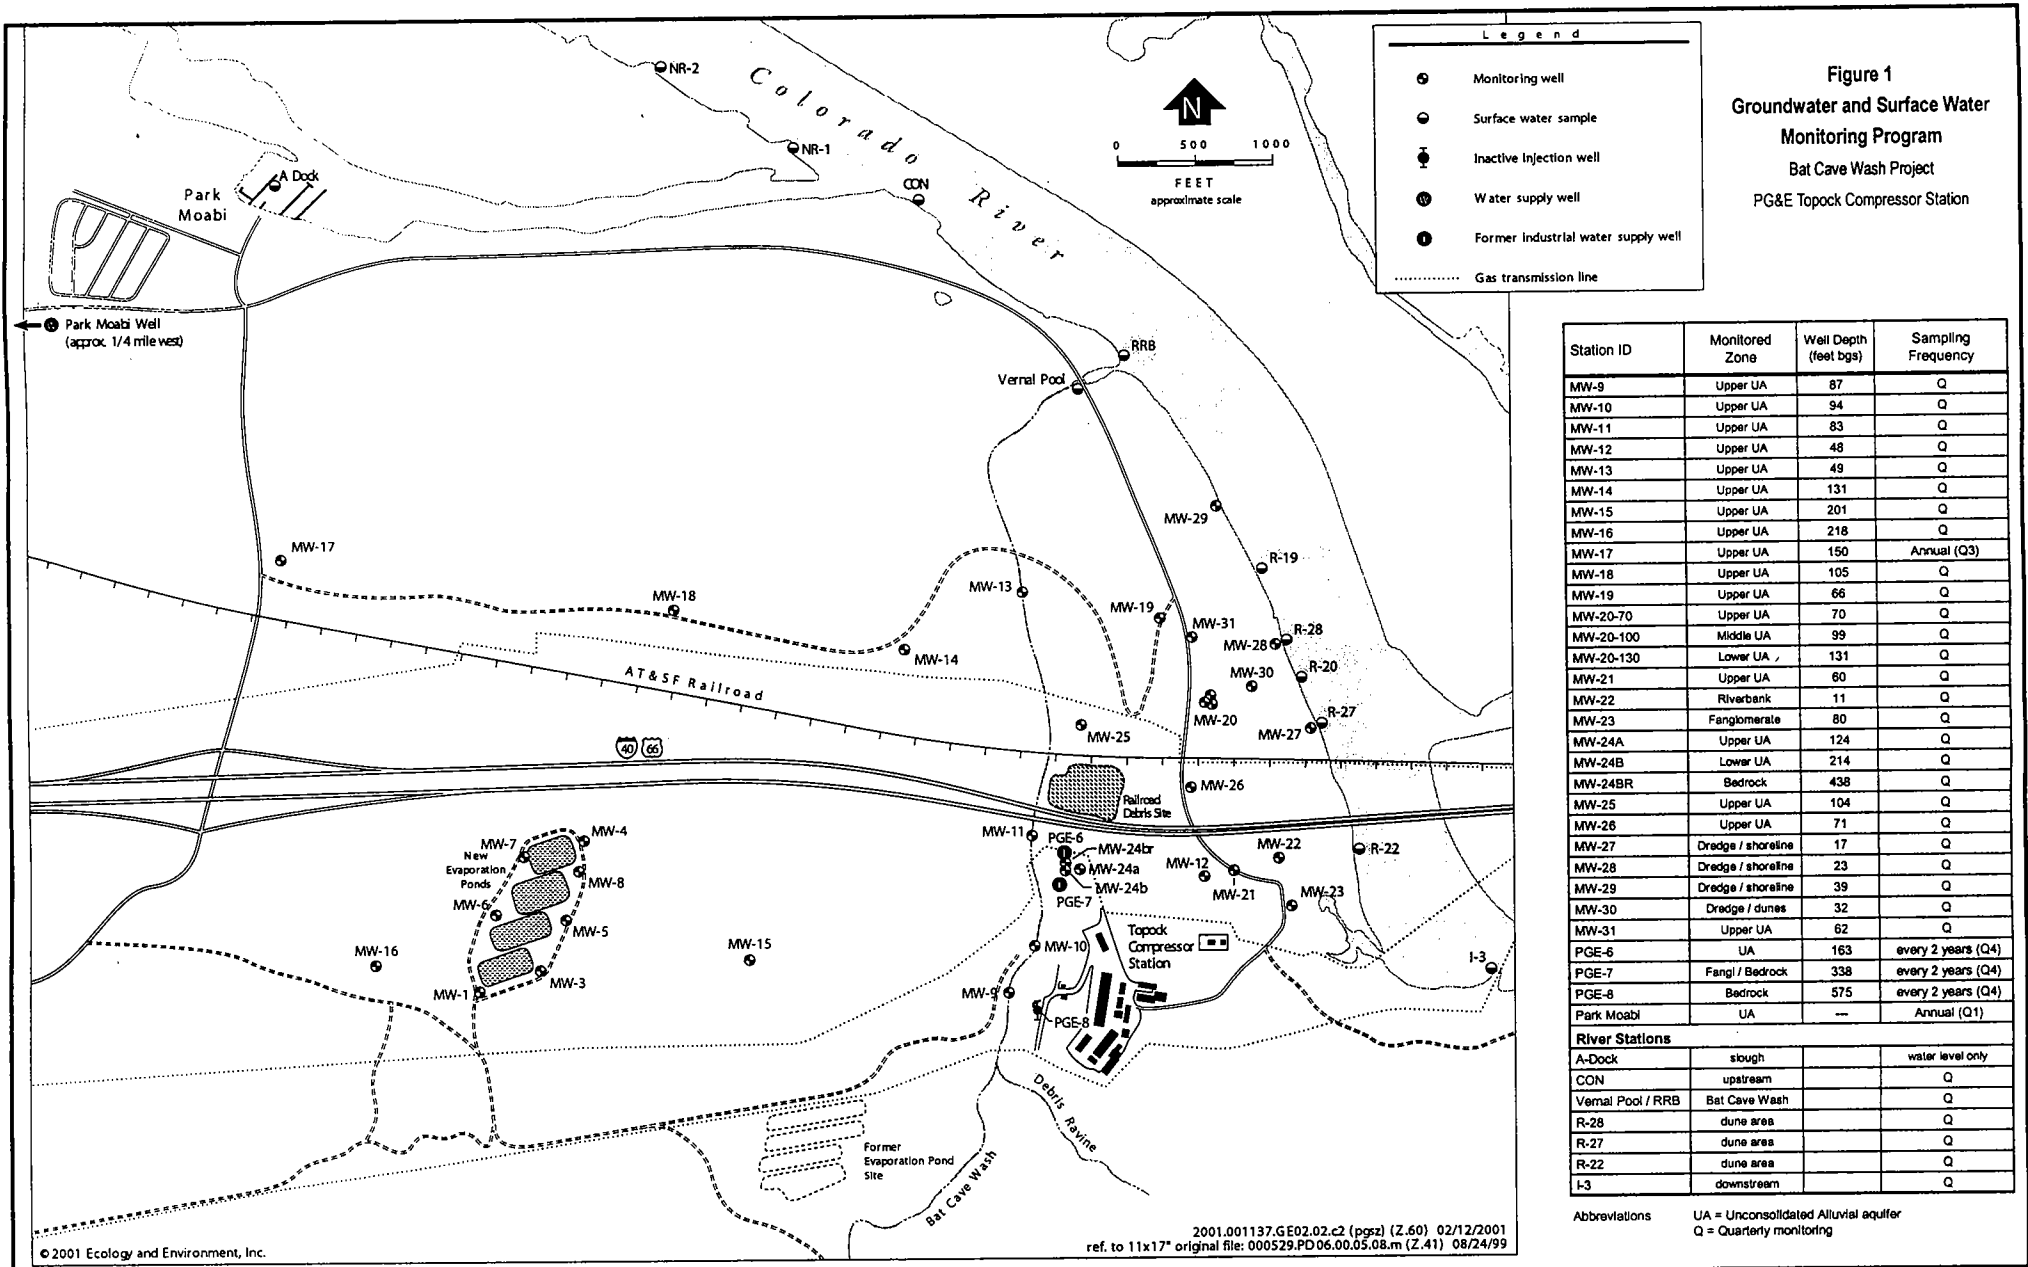 NR-2
NR-1
CON
A Dock
Park
Moabi
Park Moabi Well
(approx. 1/4 mile west)
Colorado River
N
0 500 1000
FEET
approximate scale
Legend
Monitoring well
Surface water sample
Inactive injection well
Water supply well
Former industrial water supply well
Gas transmission line
Figure 1
Groundwater and Surface Water
Monitoring Program
Bat Cave Wash Project
PG&E Topock Compressor Station
RRB
Vernal Pool
MW-29
R-19
MW-17
MW-18
MW-13
MW-19
MW-31
MW-28
R-28
MW-14
MW-30
R-20
AT&SF Railroad
MW-20
R-27
MW-25
MW-27
40 66
MW-26
Railroad
Debris Site
MW-11
PGE-6
MW-24br
MW-24a
MW-24b
PGE-7
MW-12
MW-22
R-22
MW-21
MW-23
MW-7
MW-4
New
Evaporation
Ponds
MW-8
MW-6
MW-5
MW-16
MW-15
MW-3
MW-1
MW-10
Topock
Compressor
Station
I-3
MW-9
PGE-8
Debris Ravine
Former
Evaporation Pond
Site
Bat Cave Wash
© 2001 Ecology and Environment, Inc.
2001.001137.GE02.02.c2 (pgsz) (Z.60) 02/12/2001
ref. to 11x17" original file: 000529.PD06.00.05.08.m (Z.41) 08/24/99
Station ID Monitored Zone Well Depth (feet bgs) Sampling Frequency
MW-9 Upper UA 87 Q
MW-10 Upper UA 94 Q
MW-11 Upper UA 83 Q
MW-12 Upper UA 48 Q
MW-13 Upper UA 49 Q
MW-14 Upper UA 131 Q
MW-15 Upper UA 201 Q
MW-16 Upper UA 218 Q
MW-17 Upper UA 150 Annual (Q3)
MW-18 Upper UA 105 Q
MW-19 Upper UA 66 Q
MW-20-70 Upper UA 70 Q
MW-20-100 Middle UA 99 Q
MW-20-130 Lower UA 131 Q
MW-21 Upper UA 60 Q
MW-22 Riverbank 11 Q
MW-23 Fanglomerate 80 Q
MW-24A Upper UA 124 Q
MW-24B Lower UA 214 Q
MW-24BR Bedrock 438 Q
MW-25 Upper UA 104 Q
MW-26 Upper UA 71 Q
MW-27 Dredge / shoreline 17 Q
MW-28 Dredge / shoreline 23 Q
MW-29 Dredge / shoreline 39 Q
MW-30 Dredge / dunes 32 Q
MW-31 Upper UA 62 Q
PGE-6 UA 163 every 2 years (Q4)
PGE-7 Fangl / Bedrock 338 every 2 years (Q4)
PGE-8 Bedrock 575 every 2 years (Q4)
Park Moabi UA --- Annual (Q1)
River Stations
A-Dock slough water level only
CON upstream Q
Vernal Pool / RRB Bat Cave Wash Q
R-28 dune area Q
R-27 dune area Q
R-22 dune area Q
I-3 downstream Q
Abbreviations UA = Unconsolidated Alluvial aquifer
Q = Quarterly monitoring